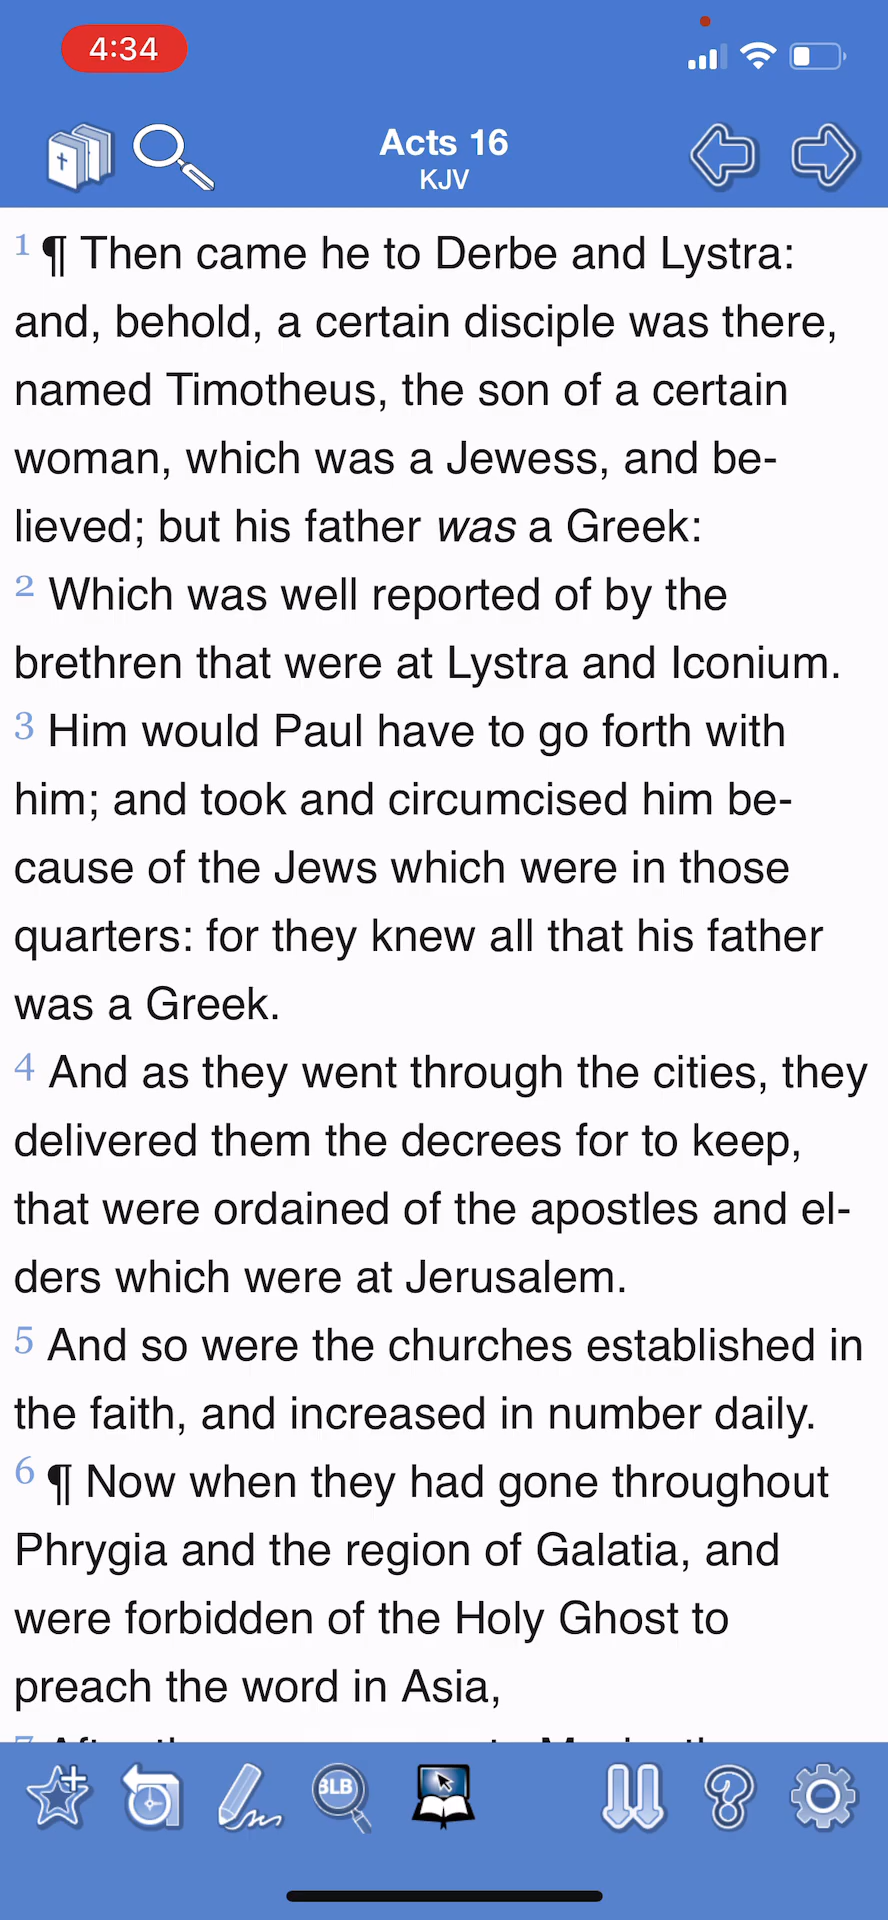 4:34
Acts 16
KJV
1 ¶ Then came he to Derbe and Lystra:
and, behold, a certain disciple was there,
named Timotheus, the son of a certain
woman, which was a Jewess, and be-
lieved; but his father was a Greek:
2 Which was well reported of by the
brethren that were at Lystra and Iconium.
3 Him would Paul have to go forth with
him; and took and circumcised him be-
cause of the Jews which were in those
quarters: for they knew all that his father
was a Greek.
4 And as they went through the cities, they
delivered them the decrees for to keep,
that were ordained of the apostles and el-
ders which were at Jerusalem.
5 And so were the churches established in
the faith, and increased in number daily.
6 ¶ Now when they had gone throughout
Phrygia and the region of Galatia, and
were forbidden of the Holy Ghost to
preach the word in Asia,
BLB